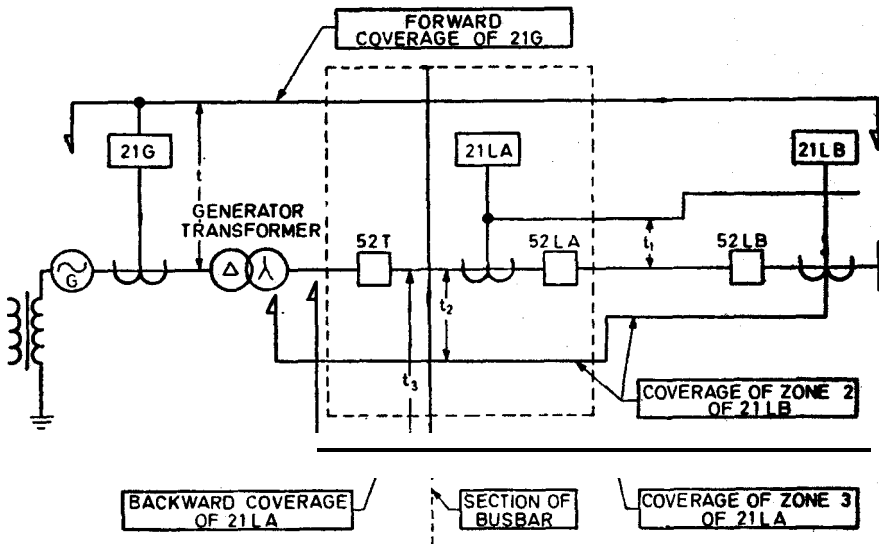 FORWARD
COVERAGE OF 21G
21G
21LA
21LB
t
GENERATOR
TRANSFORMER
52T
52LA
t₁
52LB
G
Δ
t₂
t₃
COVERAGE OF ZONE 2
OF 21LB
BACKWARD COVERAGE
OF 21LA
SECTION OF
BUSBAR
COVERAGE OF ZONE 3
OF 21LA